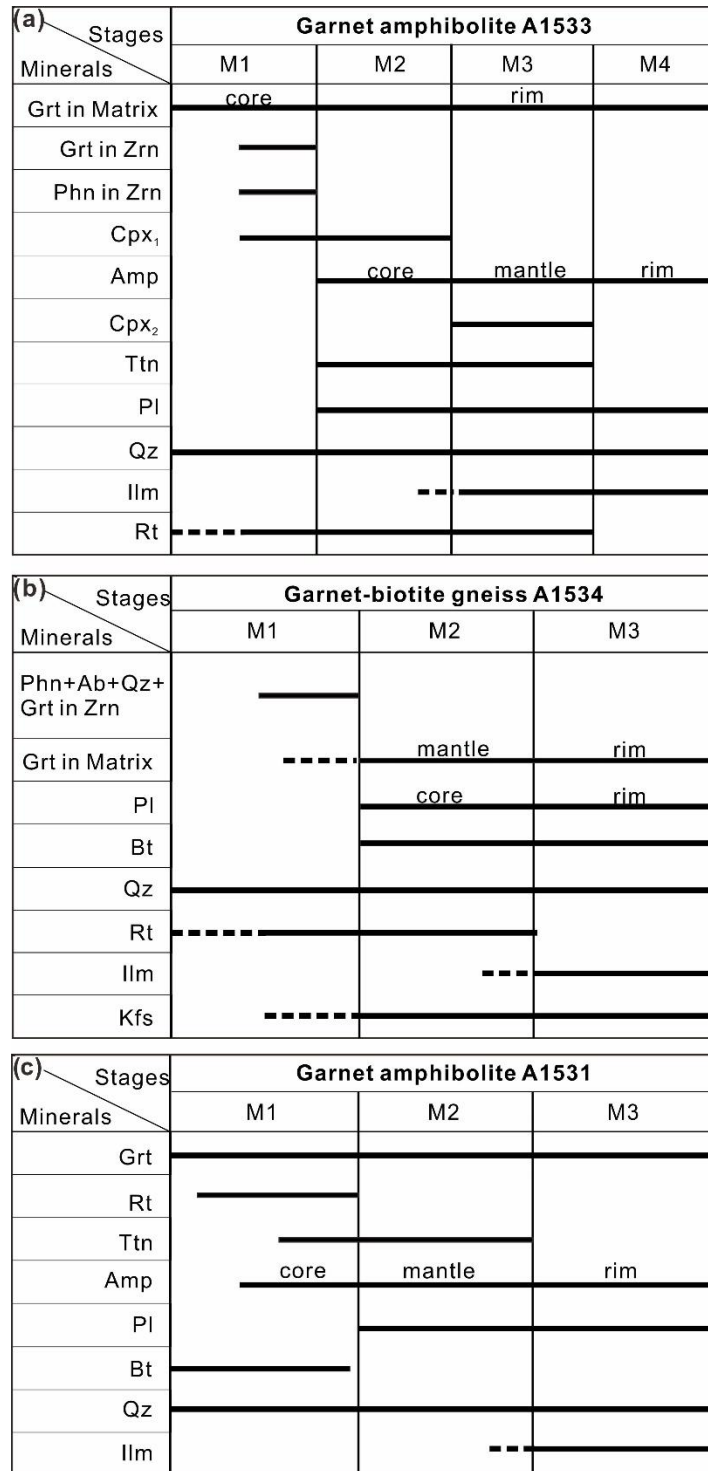 (a) Stages Garnet amphibolite A1533
Minerals M1 M2 M3 M4
Grt in Matrix core rim
Grt in Zrn
Phn in Zrn
Cpx₁
Amp core mantle rim
Cpx₂
Ttn
Pl
Qz
Ilm
Rt
(b) Stages Garnet-biotite gneiss A1534
Minerals M1 M2 M3
Phn+Ab+Qz+
Grt in Zrn
Grt in Matrix mantle rim
Pl core rim
Bt
Qz
Rt
Ilm
Kfs
(c) Stages Garnet amphibolite A1531
Minerals M1 M2 M3
Grt
Rt
Ttn
Amp core mantle rim
Pl
Bt
Qz
Ilm